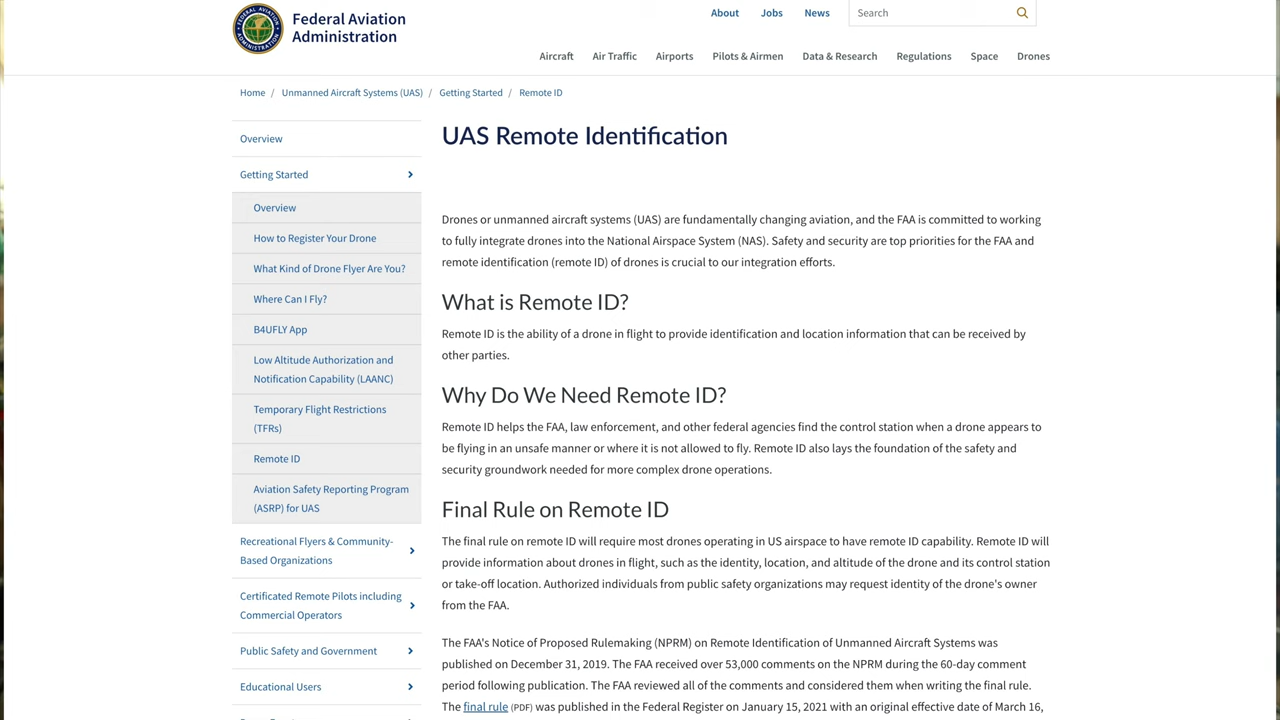 Federal Aviation
Administration
About Jobs News Search
Aircraft Air Traffic Airports Pilots & Airmen Data & Research Regulations Space Drones
Home / Unmanned Aircraft Systems (UAS) / Getting Started / Remote ID
Overview
Getting Started
Overview
How to Register Your Drone
What Kind of Drone Flyer Are You?
Where Can I Fly?
B4UFLY App
Low Altitude Authorization and
Notification Capability (LAANC)
Temporary Flight Restrictions
(TFRs)
Remote ID
Aviation Safety Reporting Program
(ASRP) for UAS
Recreational Flyers & Community-
Based Organizations
Certificated Remote Pilots including
Commercial Operators
Public Safety and Government
Educational Users
UAS Remote Identification
Drones or unmanned aircraft systems (UAS) are fundamentally changing aviation, and the FAA is committed to working
to fully integrate drones into the National Airspace System (NAS). Safety and security are top priorities for the FAA and
remote identification (remote ID) of drones is crucial to our integration efforts.
What is Remote ID?
Remote ID is the ability of a drone in flight to provide identification and location information that can be received by
other parties.
Why Do We Need Remote ID?
Remote ID helps the FAA, law enforcement, and other federal agencies find the control station when a drone appears to
be flying in an unsafe manner or where it is not allowed to fly. Remote ID also lays the foundation of the safety and
security groundwork needed for more complex drone operations.
Final Rule on Remote ID
The final rule on remote ID will require most drones operating in US airspace to have remote ID capability. Remote ID will
provide information about drones in flight, such as the identity, location, and altitude of the drone and its control station
or take-off location. Authorized individuals from public safety organizations may request identity of the drone's owner
from the FAA.
The FAA's Notice of Proposed Rulemaking (NPRM) on Remote Identification of Unmanned Aircraft Systems was
published on December 31, 2019. The FAA received over 53,000 comments on the NPRM during the 60-day comment
period following publication. The FAA reviewed all of the comments and considered them when writing the final rule.
The final rule (PDF) was published in the Federal Register on January 15, 2021 with an original effective date of March 16,